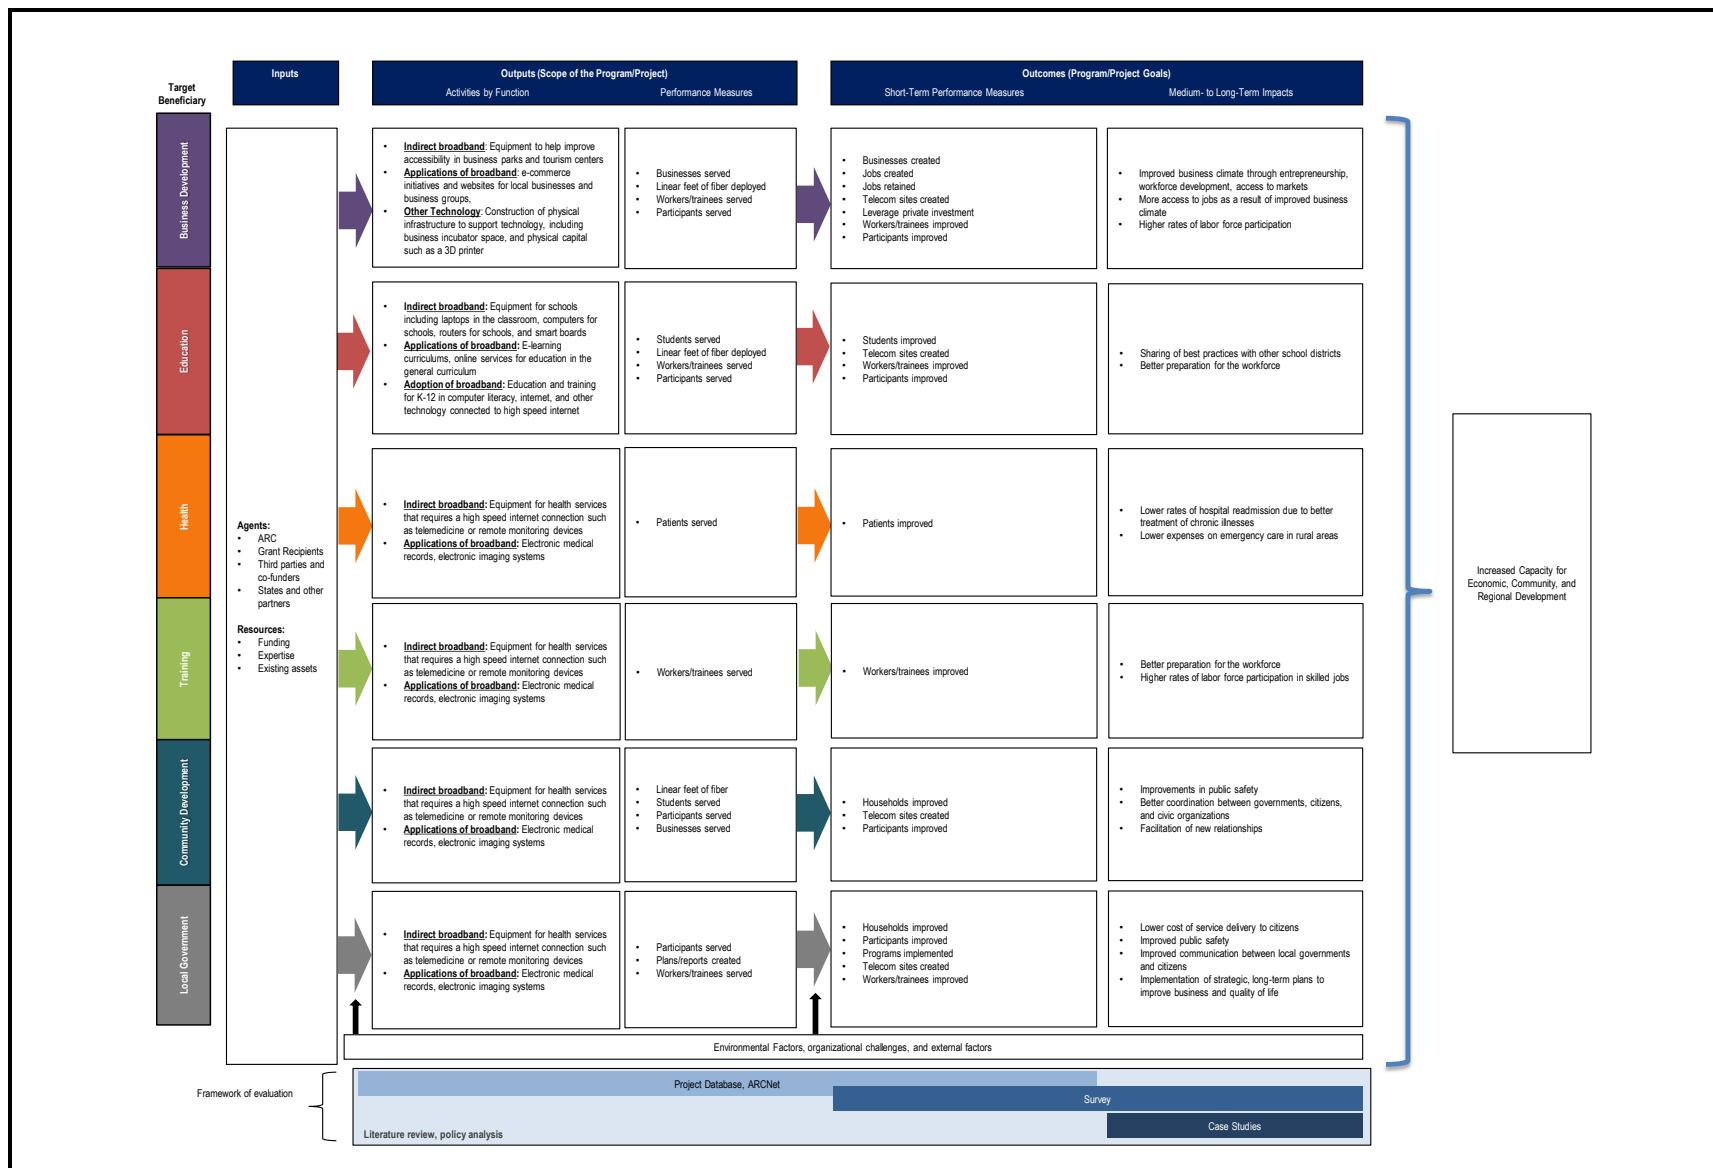 Target
Beneficiary
Inputs
Outputs (Scope of the Program/Project)
Activities by Function
Performance Measures
Outcomes (Program/Project Goals)
Short-Term Performance Measures
Medium- to Long-Term Impacts
Agents:
• ARC
• Grant Recipients
• Third parties and
co-funders
• States and other
partners
Resources:
• Funding
• Expertise
• Existing assets
Business Development
• Indirect broadband: Equipment to help improve
accessibility in business parks and tourism centers
• Applications of broadband: e-commerce
initiatives and websites for local businesses and
business groups,
• Other Technology: Construction of physical
infrastructure to support technology, including
business incubator space, and physical capital
such as a 3D printer
• Businesses served
• Linear feet of fiber deployed
• Workers/trainees served
• Participants served
• Businesses created
• Jobs created
• Jobs retained
• Telecom sites created
• Leverage private investment
• Workers/trainees improved
• Participants improved
• Improved business climate through entrepreneurship,
workforce development, access to markets
• More access to jobs as a result of improved business
climate
• Higher rates of labor force participation
Education
• Indirect broadband: Equipment for schools
including laptops in the classroom, computers for
schools, routers for schools, and smart boards
• Applications of broadband: E-learning
curriculums, online services for education in the
general curriculum
• Adoption of broadband: Education and training
for K-12 in computer literacy, internet, and other
technology connected to high speed internet
• Students served
• Linear feet of fiber deployed
• Workers/trainees served
• Participants served
• Students improved
• Telecom sites created
• Workers/trainees improved
• Participants improved
• Sharing of best practices with other school districts
• Better preparation for the workforce
Health
• Indirect broadband: Equipment for health services
that requires a high speed internet connection such
as telemedicine or remote monitoring devices
• Applications of broadband: Electronic medical
records, electronic imaging systems
• Patients served
• Patients improved
• Lower rates of hospital readmission due to better
treatment of chronic illnesses
• Lower expenses on emergency care in rural areas
Training
• Indirect broadband: Equipment for health services
that requires a high speed internet connection such
as telemedicine or remote monitoring devices
• Applications of broadband: Electronic medical
records, electronic imaging systems
• Workers/trainees served
• Workers/trainees improved
• Better preparation for the workforce
• Higher rates of labor force participation in skilled jobs
Community Development
• Indirect broadband: Equipment for health services
that requires a high speed internet connection such
as telemedicine or remote monitoring devices
• Applications of broadband: Electronic medical
records, electronic imaging systems
• Linear feet of fiber
• Students served
• Participants served
• Businesses served
• Households improved
• Telecom sites created
• Participants improved
• Improvements in public safety
• Better coordination between governments, citizens,
and civic organizations
• Facilitation of new relationships
Local Government
• Indirect broadband: Equipment for health services
that requires a high speed internet connection such
as telemedicine or remote monitoring devices
• Applications of broadband: Electronic medical
records, electronic imaging systems
• Participants served
• Plans/reports created
• Workers/trainees served
• Households improved
• Participants improved
• Programs implemented
• Telecom sites created
• Workers/trainees improved
• Lower cost of service delivery to citizens
• Improved public safety
• Improved communication between local governments
and citizens
• Implementation of strategic, long-term plans to
improve business and quality of life
Increased Capacity for
Economic, Community, and
Regional Development
Environmental Factors, organizational challenges, and external factors
Framework of evaluation
Project Database, ARCNet
Survey
Case Studies
Literature review, policy analysis